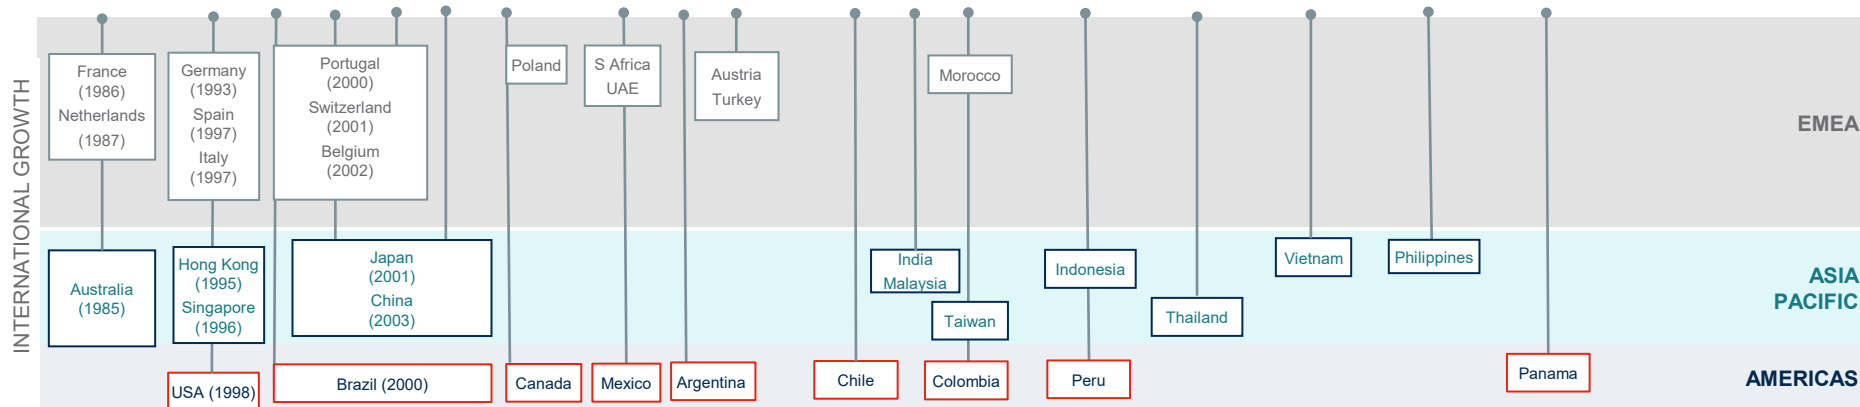 INTERNATIONAL GROWTH
France
(1986)
Netherlands
(1987)
Germany
(1993)
Spain
(1997)
Italy
(1997)
Portugal
(2000)
Switzerland
(2001)
Belgium
(2002)
Poland
S Africa
UAE
Austria
Turkey
Morocco
EMEA
Australia
(1985)
Hong Kong
(1995)
Singapore
(1996)
Japan
(2001)
China
(2003)
India
Malaysia
Taiwan
Indonesia
Thailand
Vietnam
Philippines
ASIA
PACIFIC
USA (1998)
Brazil (2000)
Canada
Mexico
Argentina
Chile
Colombia
Peru
Panama
AMERICAS